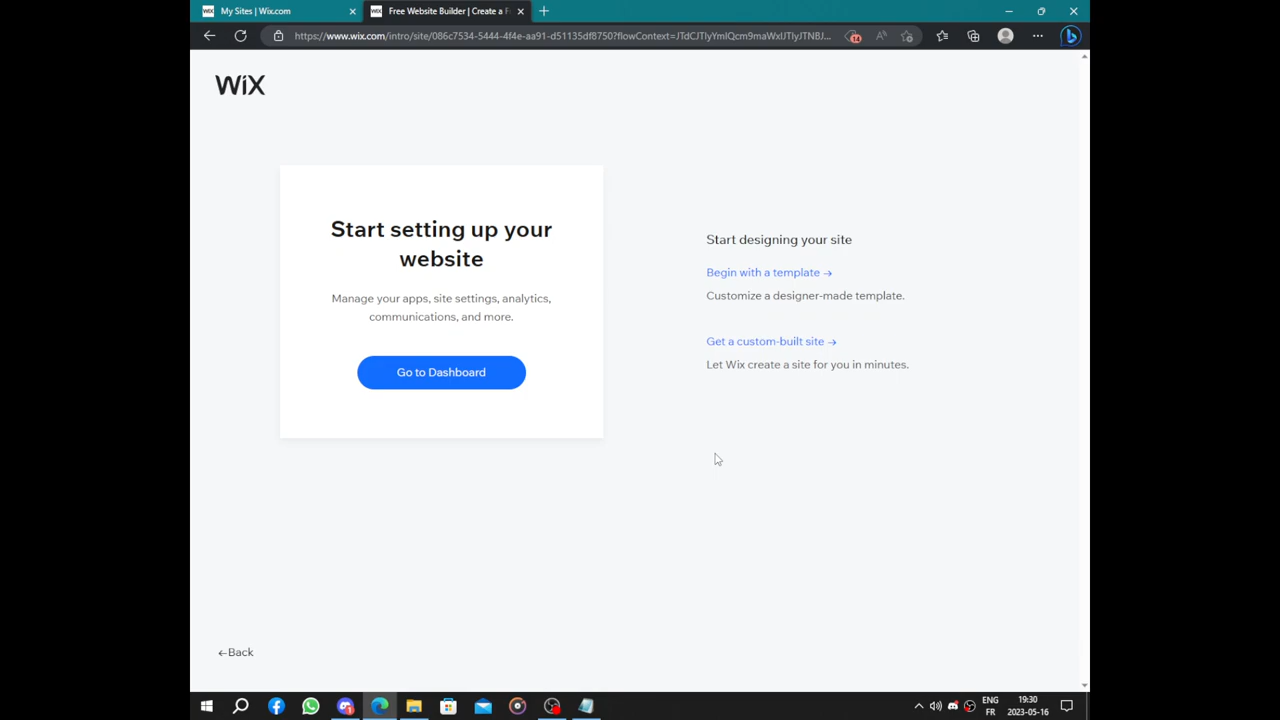 WIX My Sites | Wix.com
WIX Free Website Builder | Create a F
https://www.wix.com/intro/site/086c7534-5444-4f4e-aa91-d51135df8750?flowContext=JTdCJTIyYmlQcm9maWxlJTIyJTNBJ...
14
WiX
Start setting up your
website
Manage your apps, site settings, analytics,
communications, and more.
Go to Dashboard
Start designing your site
Begin with a template →
Customize a designer-made template.
Get a custom-built site →
Let Wix create a site for you in minutes.
←Back
ENG
FR
19:30
2023-05-16